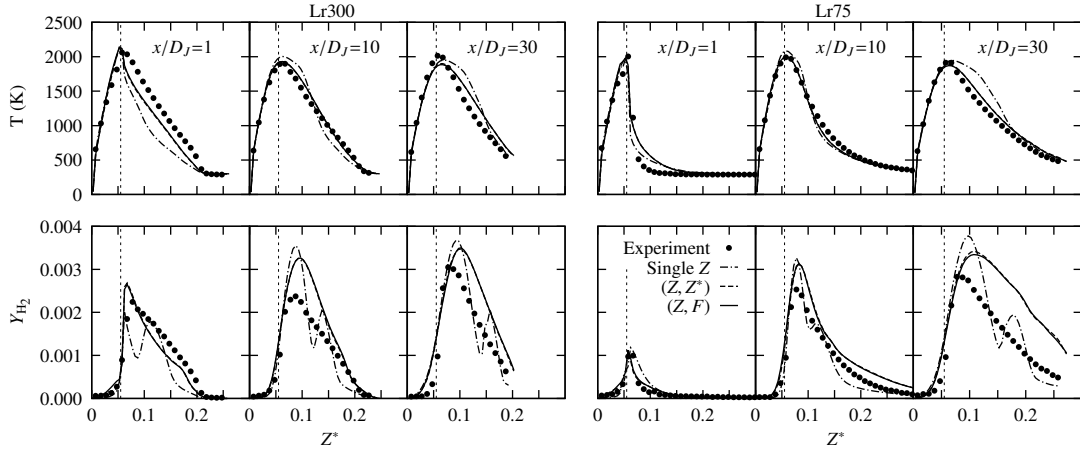 Lr300 Lr75
x/D_J=1 x/D_J=10 x/D_J=30 x/D_J=1 x/D_J=10 x/D_J=30
2500
2000
1500
1000
500
0
T (K)
0.004
0.003
0.002
0.001
0.000
Y_H2
Experiment
Single Z
(Z, Z*)
(Z, F)
0 0.1 0.2 0 0.1 0.2 0 0.1 0.2 0 0.1 0.2 0 0.1 0.2 0 0.1 0.2
Z* Z*